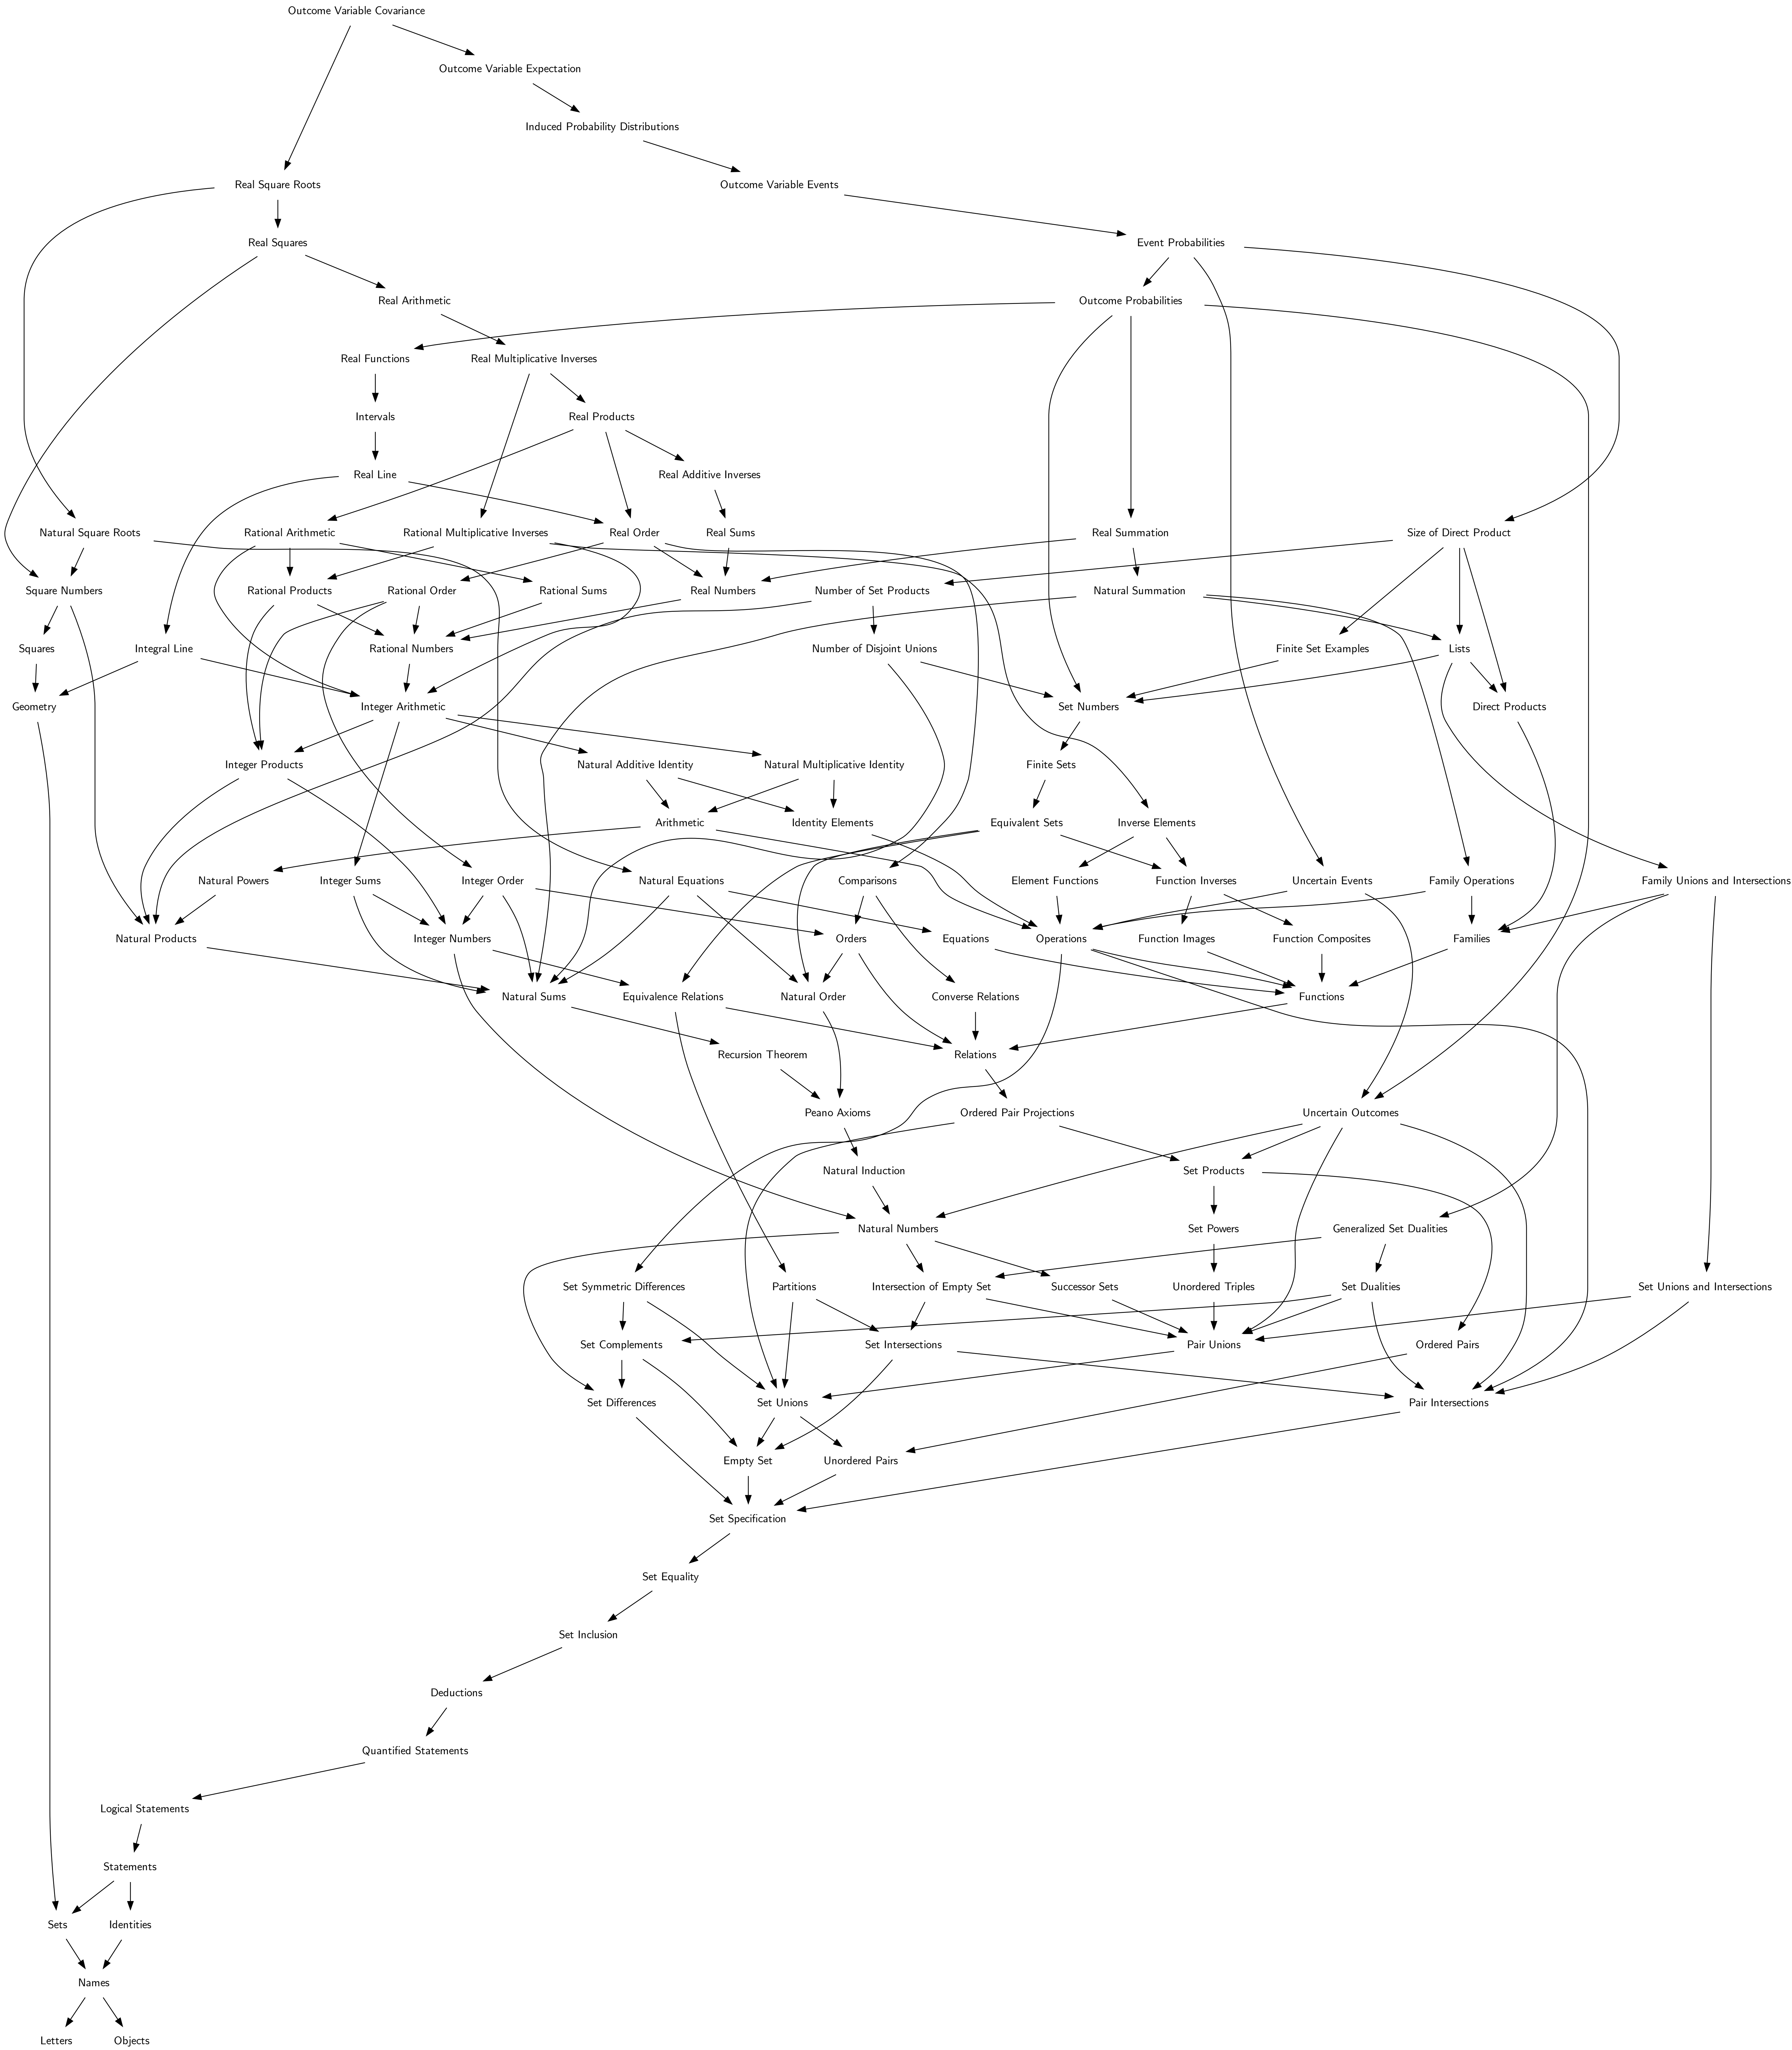 Outcome Variable Covariance
Outcome Variable Expectation
Induced Probability Distributions
Real Square Roots
Outcome Variable Events
Real Squares
Event Probabilities
Real Arithmetic
Outcome Probabilities
Real Functions
Real Multiplicative Inverses
Intervals
Real Products
Real Line
Real Additive Inverses
Natural Square Roots
Rational Arithmetic
Rational Multiplicative Inverses
Real Order
Real Sums
Real Summation
Size of Direct Product
Square Numbers
Rational Products
Rational Order
Rational Sums
Real Numbers
Number of Set Products
Natural Summation
Squares
Integral Line
Rational Numbers
Number of Disjoint Unions
Finite Set Examples
Lists
Geometry
Integer Arithmetic
Set Numbers
Direct Products
Integer Products
Natural Additive Identity
Natural Multiplicative Identity
Finite Sets
Arithmetic
Identity Elements
Equivalent Sets
Inverse Elements
Natural Powers
Integer Sums
Integer Order
Natural Equations
Comparisons
Element Functions
Function Inverses
Uncertain Events
Family Operations
Family Unions and Intersections
Natural Products
Integer Numbers
Orders
Equations
Operations
Function Images
Function Composites
Families
Natural Sums
Equivalence Relations
Natural Order
Converse Relations
Functions
Recursion Theorem
Relations
Peano Axioms
Ordered Pair Projections
Uncertain Outcomes
Natural Induction
Set Products
Natural Numbers
Set Powers
Generalized Set Dualities
Set Symmetric Differences
Partitions
Intersection of Empty Set
Successor Sets
Unordered Triples
Set Dualities
Set Unions and Intersections
Set Complements
Set Intersections
Pair Unions
Ordered Pairs
Set Differences
Set Unions
Pair Intersections
Empty Set
Unordered Pairs
Set Specification
Set Equality
Set Inclusion
Deductions
Quantified Statements
Logical Statements
Statements
Sets
Identities
Names
Letters
Objects